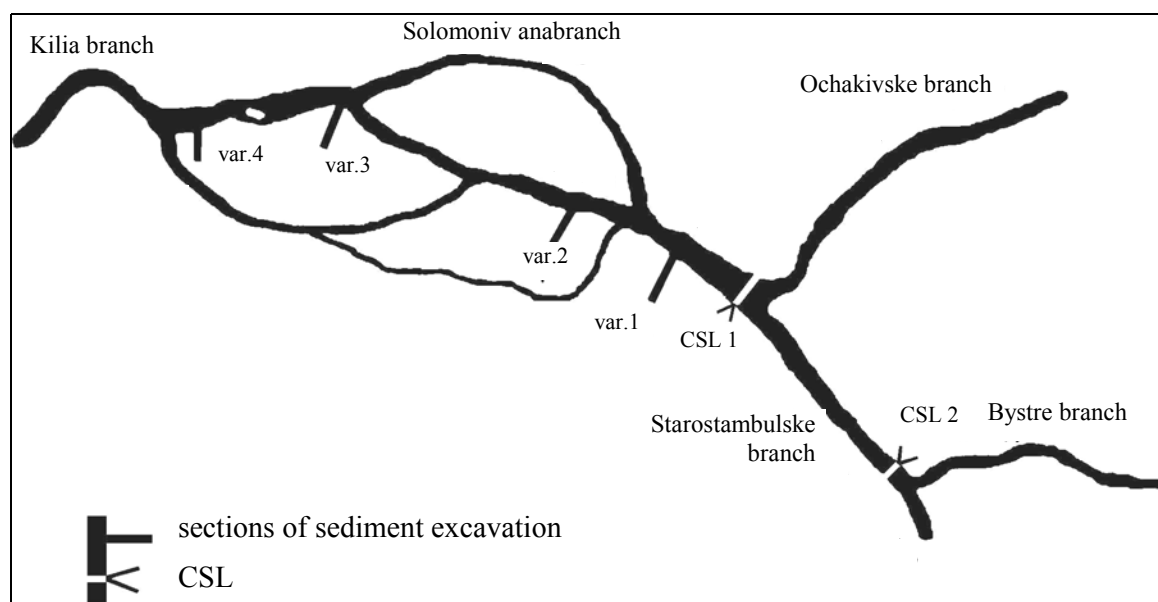 Kilia branch
Solomoniv anabranch
Ochakivske branch
var.4
var.3
var.2
var.1
CSL 1
Starostambulske
branch
CSL 2
Bystre branch
sections of sediment excavation
CSL